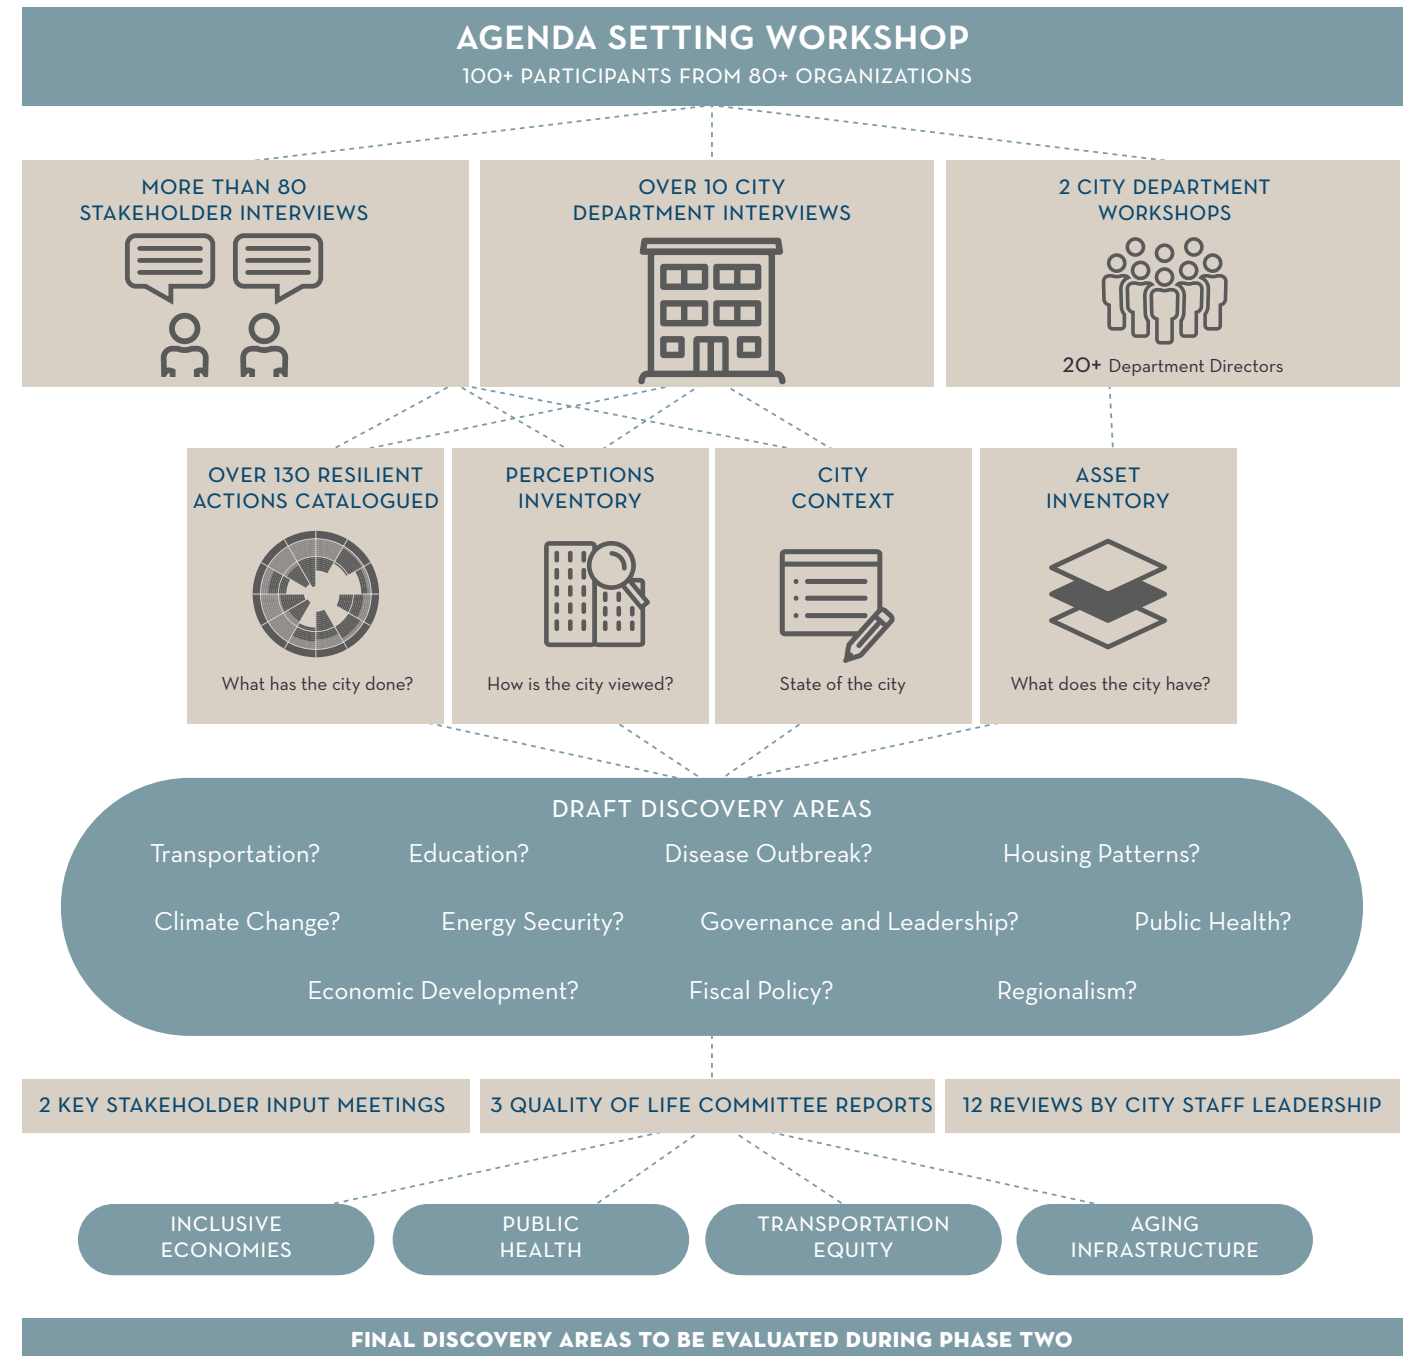 AGENDA SETTING WORKSHOP
100+ PARTICIPANTS FROM 80+ ORGANIZATIONS
MORE THAN 80
STAKEHOLDER INTERVIEWS
OVER 10 CITY
DEPARTMENT INTERVIEWS
2 CITY DEPARTMENT
WORKSHOPS
20+ Department Directors
OVER 130 RESILIENT
ACTIONS CATALOGUED
What has the city done?
PERCEPTIONS
INVENTORY
How is the city viewed?
CITY
CONTEXT
State of the city
ASSET
INVENTORY
What does the city have?
DRAFT DISCOVERY AREAS
Transportation? Education? Disease Outbreak? Housing Patterns?
Climate Change? Energy Security? Governance and Leadership? Public Health?
Economic Development? Fiscal Policy? Regionalism?
2 KEY STAKEHOLDER INPUT MEETINGS
3 QUALITY OF LIFE COMMITTEE REPORTS
12 REVIEWS BY CITY STAFF LEADERSHIP
INCLUSIVE
ECONOMIES
PUBLIC
HEALTH
TRANSPORTATION
EQUITY
AGING
INFRASTRUCTURE
FINAL DISCOVERY AREAS TO BE EVALUATED DURING PHASE TWO